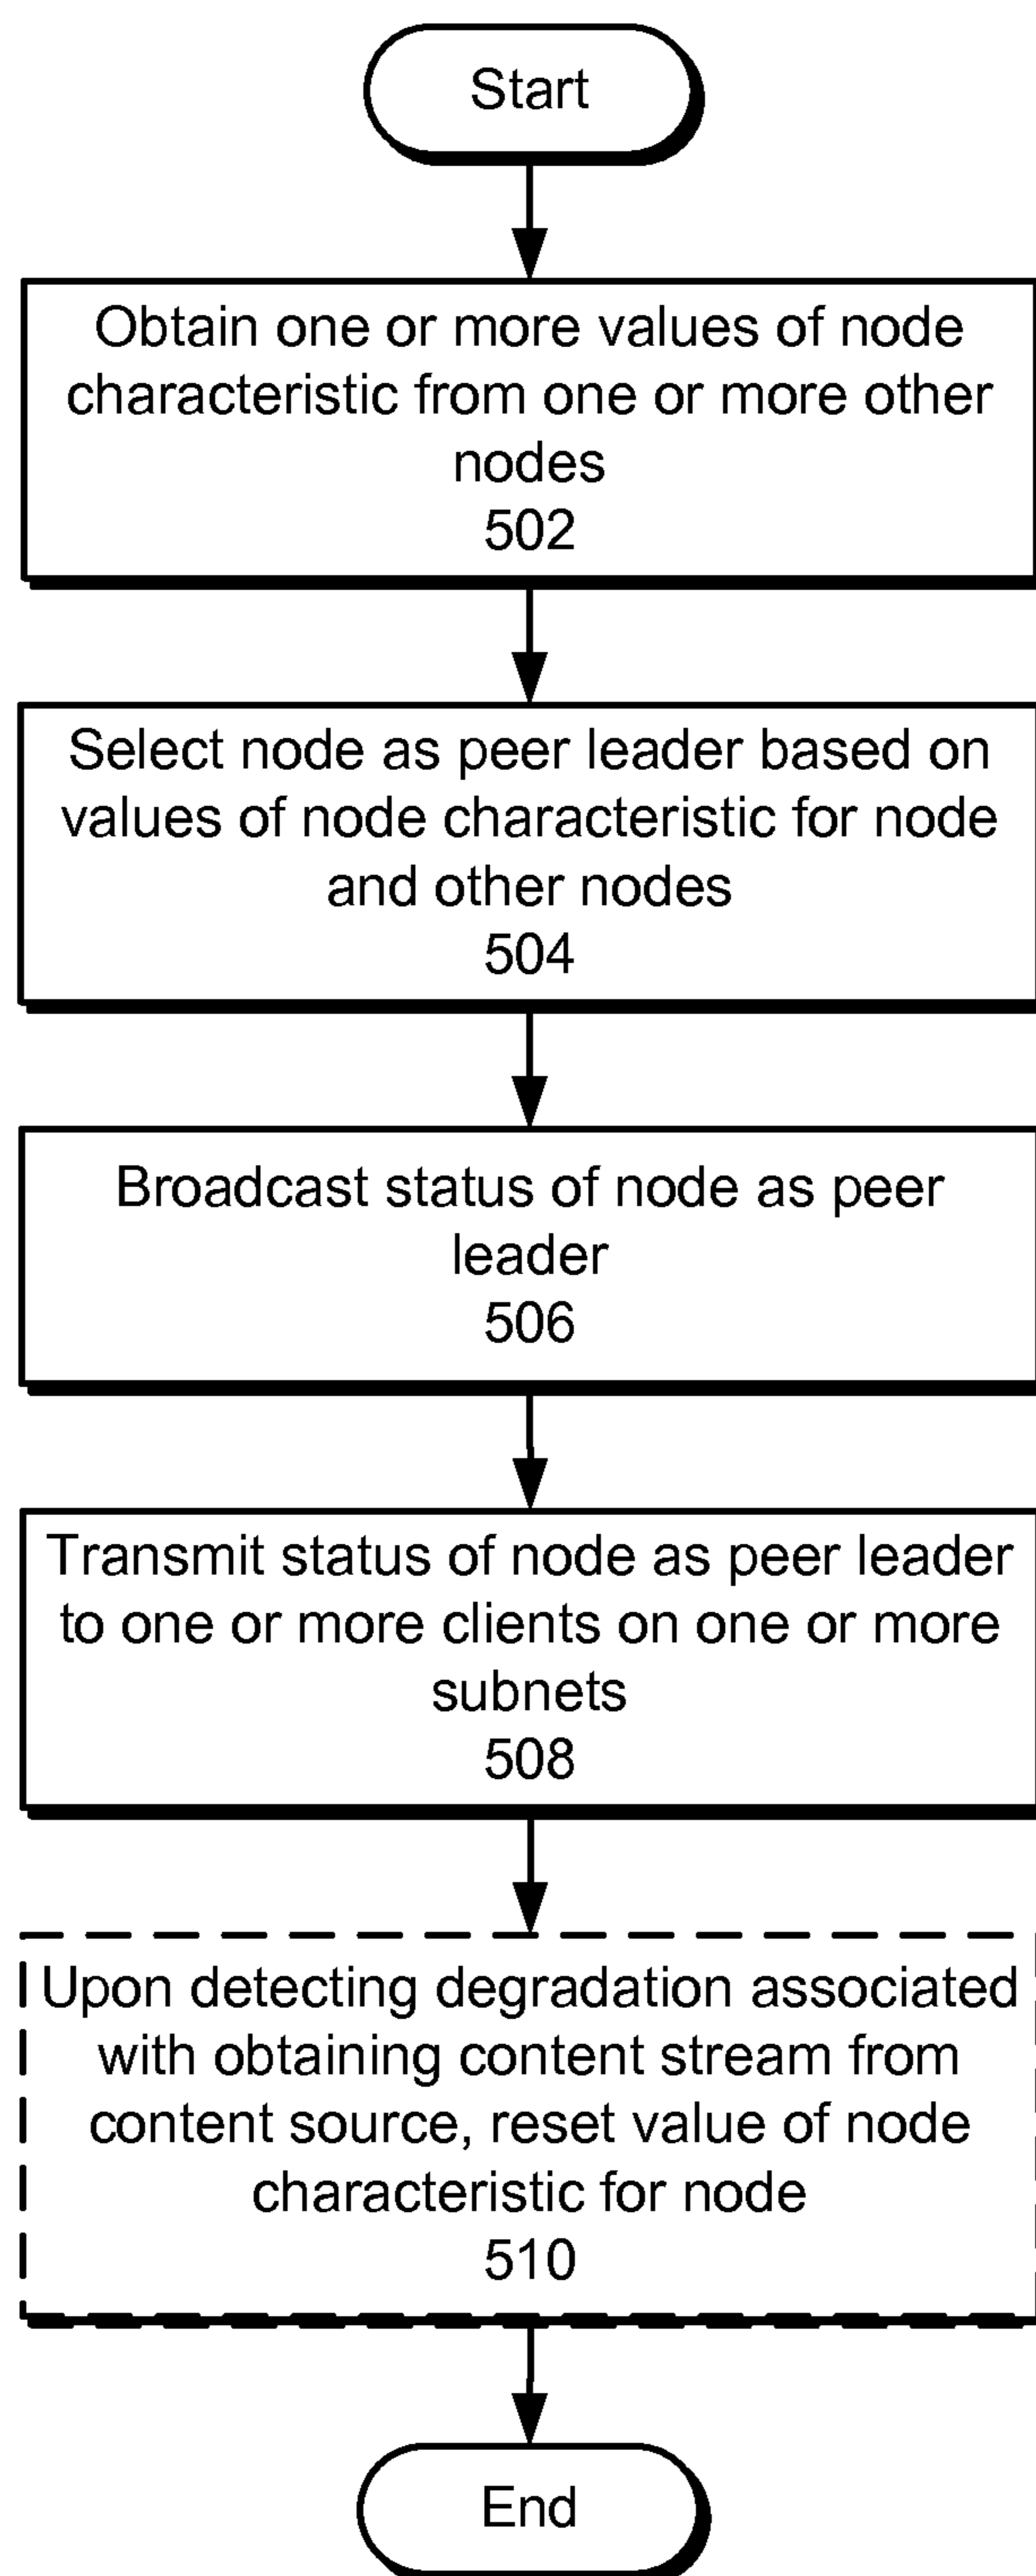 Start
Obtain one or more values of node
characteristic from one or more other
nodes
502
Select node as peer leader based on
values of node characteristic for node
and other nodes
504
Broadcast status of node as peer
leader
506
Transmit status of node as peer leader
to one or more clients on one or more
subnets
508
Upon detecting degradation associated
with obtaining content stream from
content source, reset value of node
characteristic for node
510
End